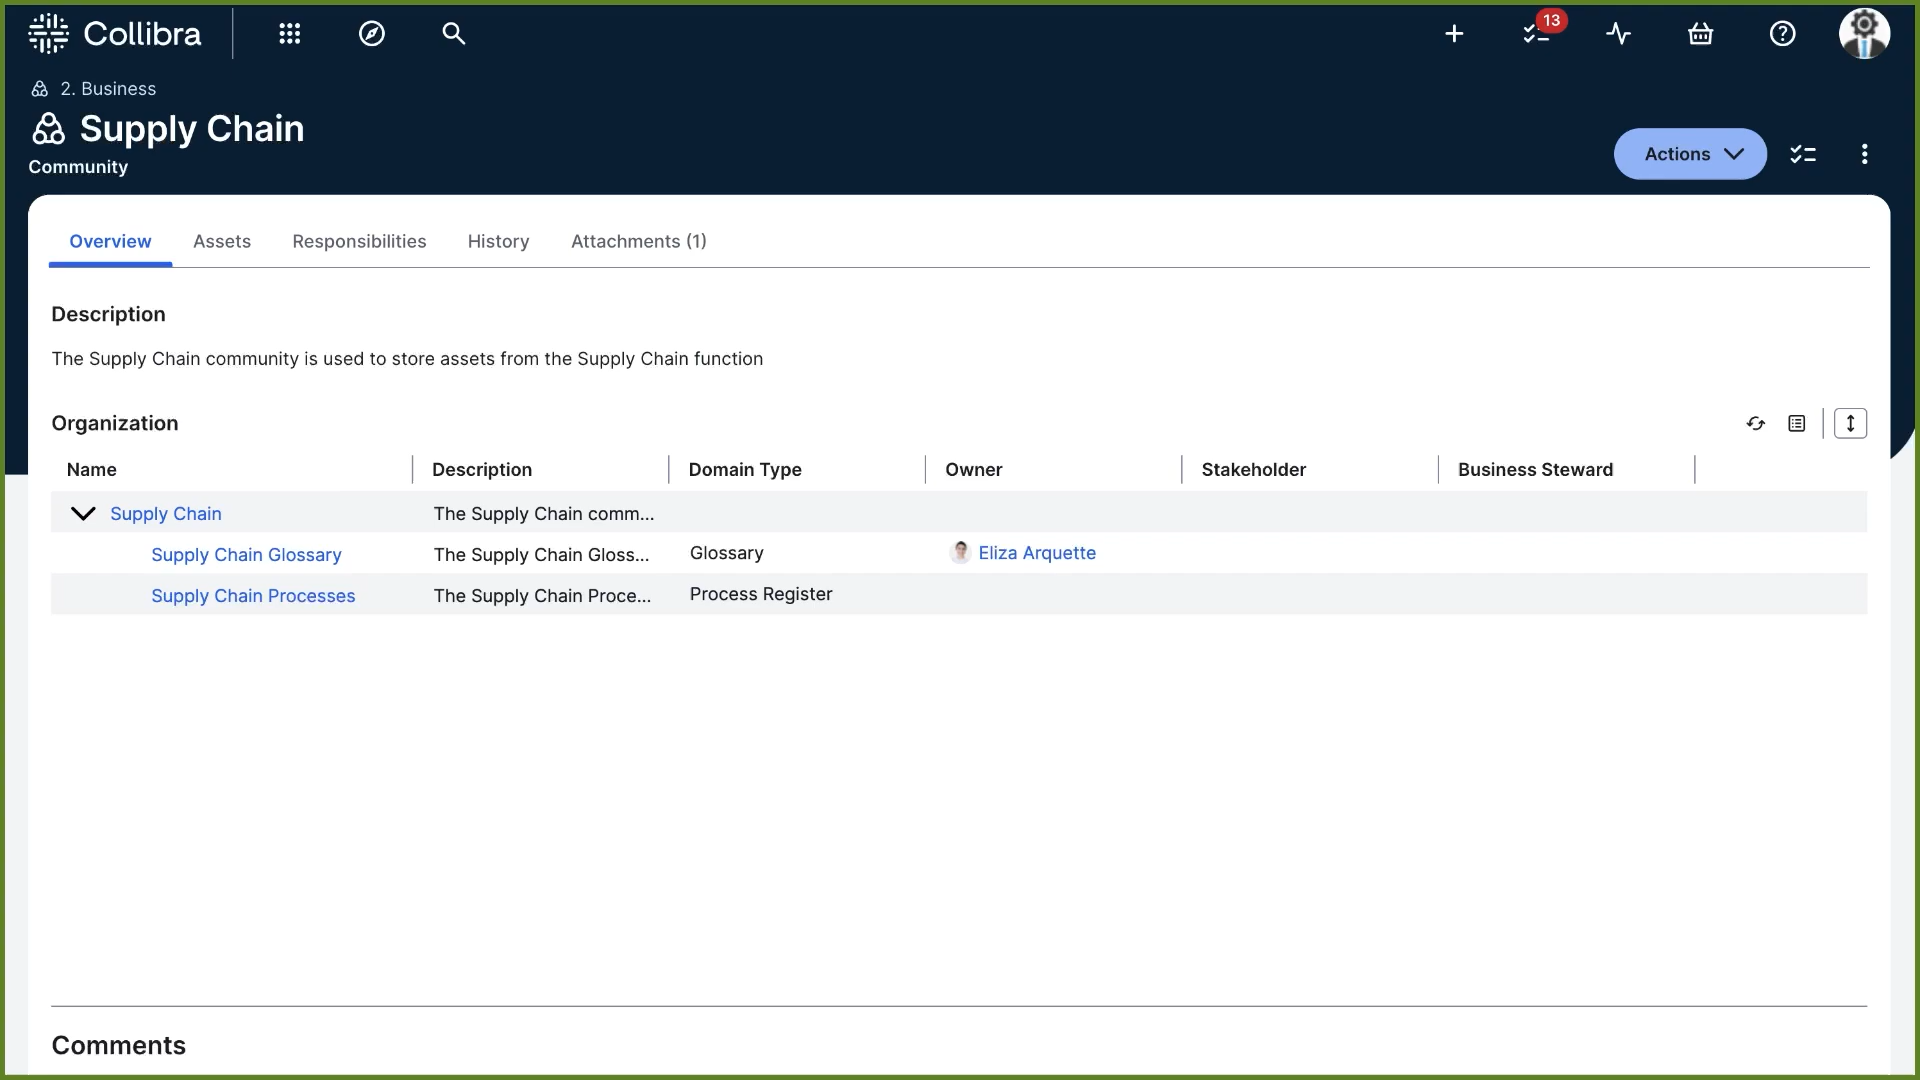 Collibra
13
2. Business
Supply Chain
Community
Actions
Overview Assets Responsibilities History Attachments (1)
Description
The Supply Chain community is used to store assets from the Supply Chain function
Organization
Name Description Domain Type Owner Stakeholder Business Steward
Supply Chain The Supply Chain comm...
Supply Chain Glossary The Supply Chain Gloss... Glossary Eliza Arquette
Supply Chain Processes The Supply Chain Proce... Process Register
Comments